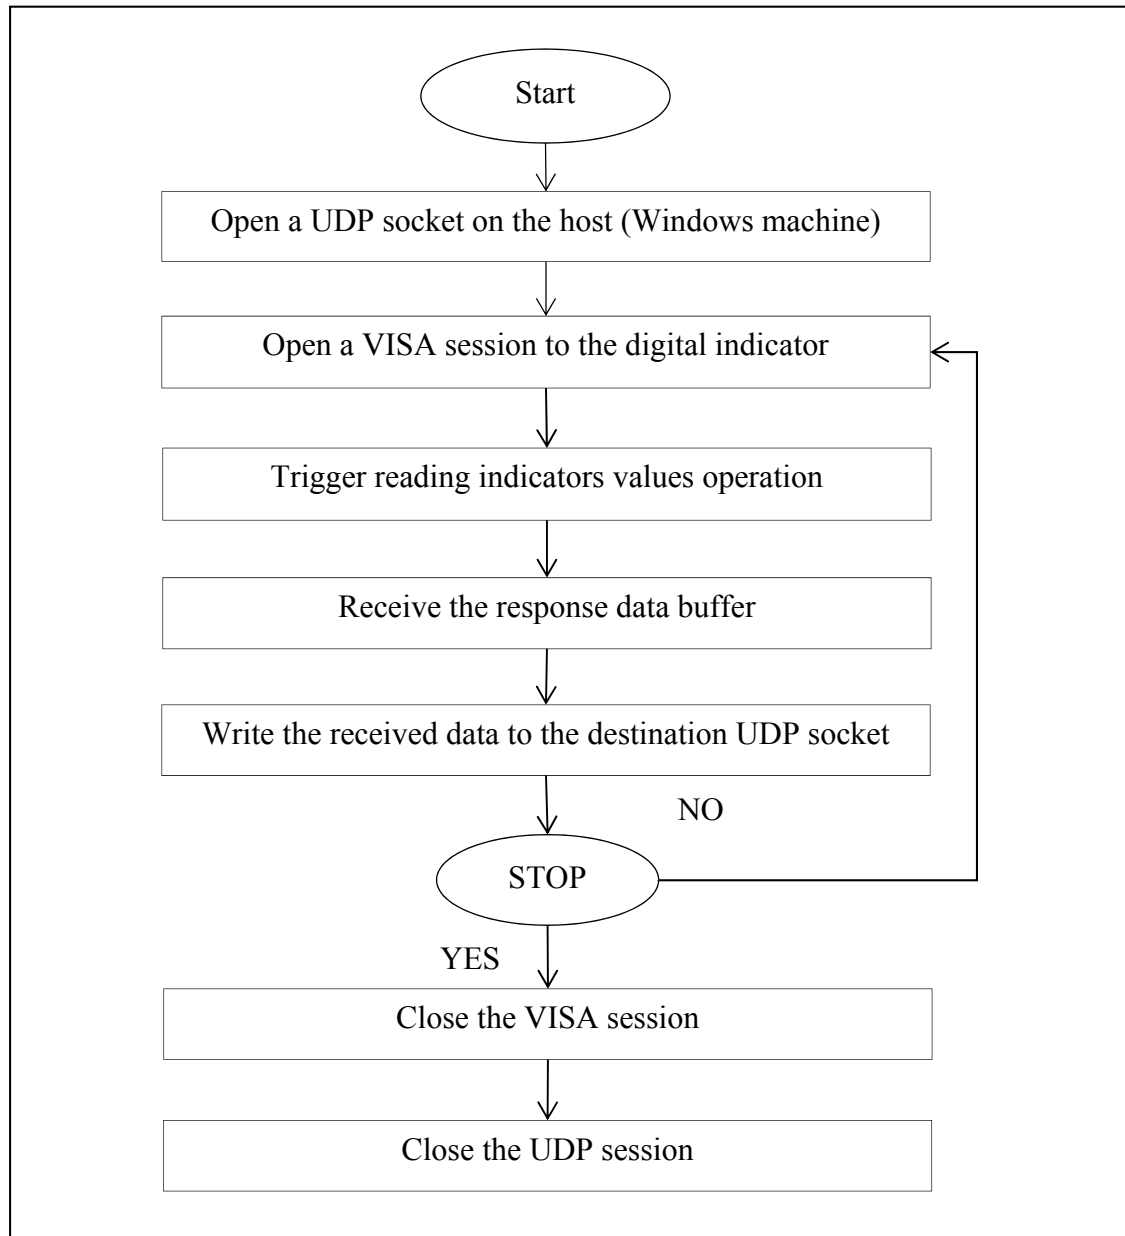 Start
Open a UDP socket on the host (Windows machine)
Open a VISA session to the digital indicator
Trigger reading indicators values operation
Receive the response data buffer
Write the received data to the destination UDP socket
NO
STOP
YES
Close the VISA session
Close the UDP session